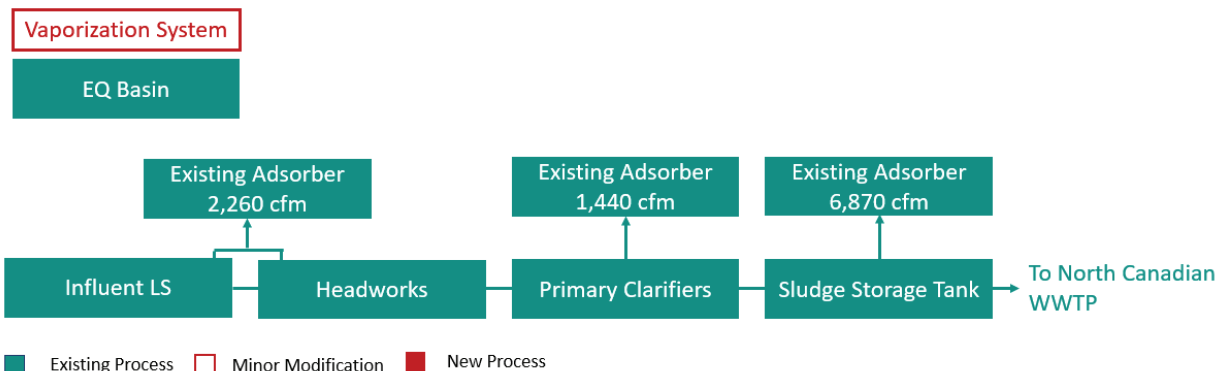 Vaporization System
EQ Basin
Existing Adsorber
2,260 cfm
Existing Adsorber
1,440 cfm
Existing Adsorber
6,870 cfm
Influent LS
Headworks
Primary Clarifiers
Sludge Storage Tank
To North Canadian
WWTP
Existing Process
Minor Modification
New Process